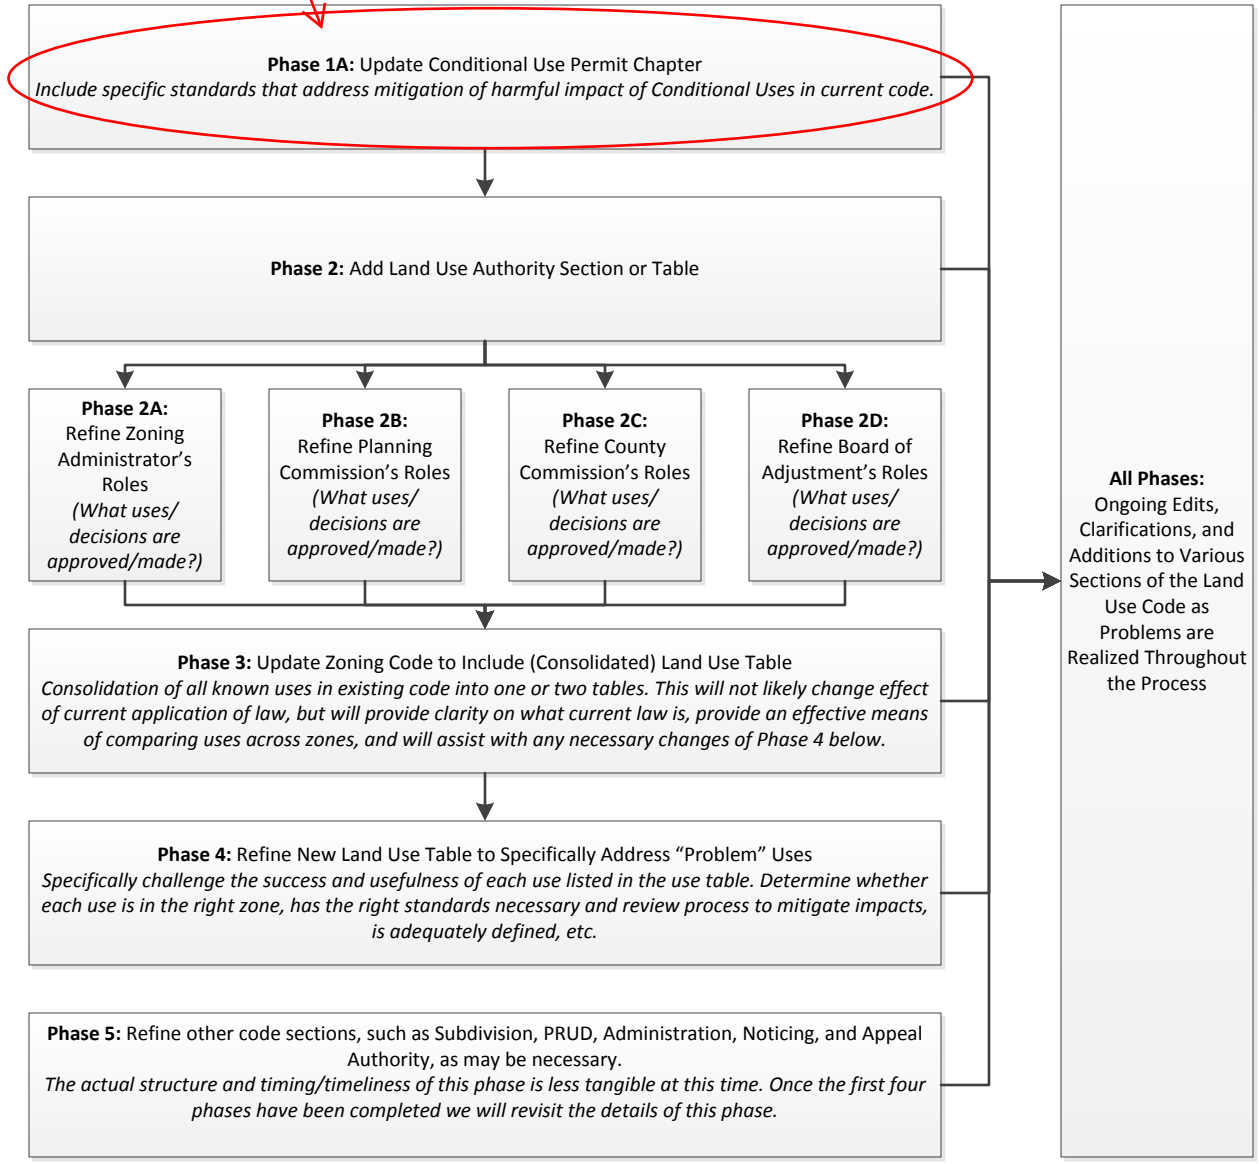 Phase 1A: Update Conditional Use Permit Chapter
Include specific standards that address mitigation of harmful impact of Conditional Uses in current code.
Phase 2: Add Land Use Authority Section or Table
Phase 2A:
Refine Zoning
Administrator’s
Roles
(What uses/
decisions are
approved/made?)
Phase 2B:
Refine Planning
Commission’s Roles
(What uses/
decisions are
approved/made?)
Phase 2C:
Refine County
Commission’s Roles
(What uses/
decisions are
approved/made?)
Phase 2D:
Refine Board of
Adjustment’s Roles
(What uses/
decisions are
approved/made?)
Phase 3: Update Zoning Code to Include (Consolidated) Land Use Table
Consolidation of all known uses in existing code into one or two tables. This will not likely change effect
of current application of law, but will provide clarity on what current law is, provide an effective means
of comparing uses across zones, and will assist with any necessary changes of Phase 4 below.
Phase 4: Refine New Land Use Table to Specifically Address “Problem” Uses
Specifically challenge the success and usefulness of each use listed in the use table. Determine whether
each use is in the right zone, has the right standards necessary and review process to mitigate impacts,
is adequately defined, etc.
Phase 5: Refine other code sections, such as Subdivision, PRUD, Administration, Noticing, and Appeal
Authority, as may be necessary.
The actual structure and timing/timeliness of this phase is less tangible at this time. Once the first four
phases have been completed we will revisit the details of this phase.
All Phases:
Ongoing Edits,
Clarifications, and
Additions to Various
Sections of the Land
Use Code as
Problems are
Realized Throughout
the Process